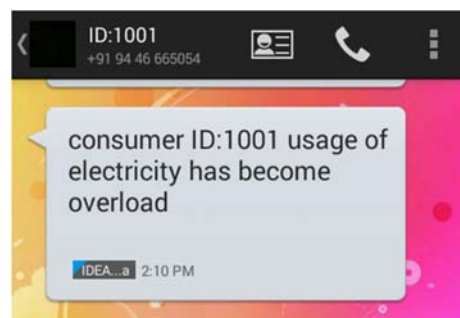 ID:1001
+91 94 46 665054
consumer ID:1001 usage of
electricity has become
overload
IDEA...a 2:10 PM